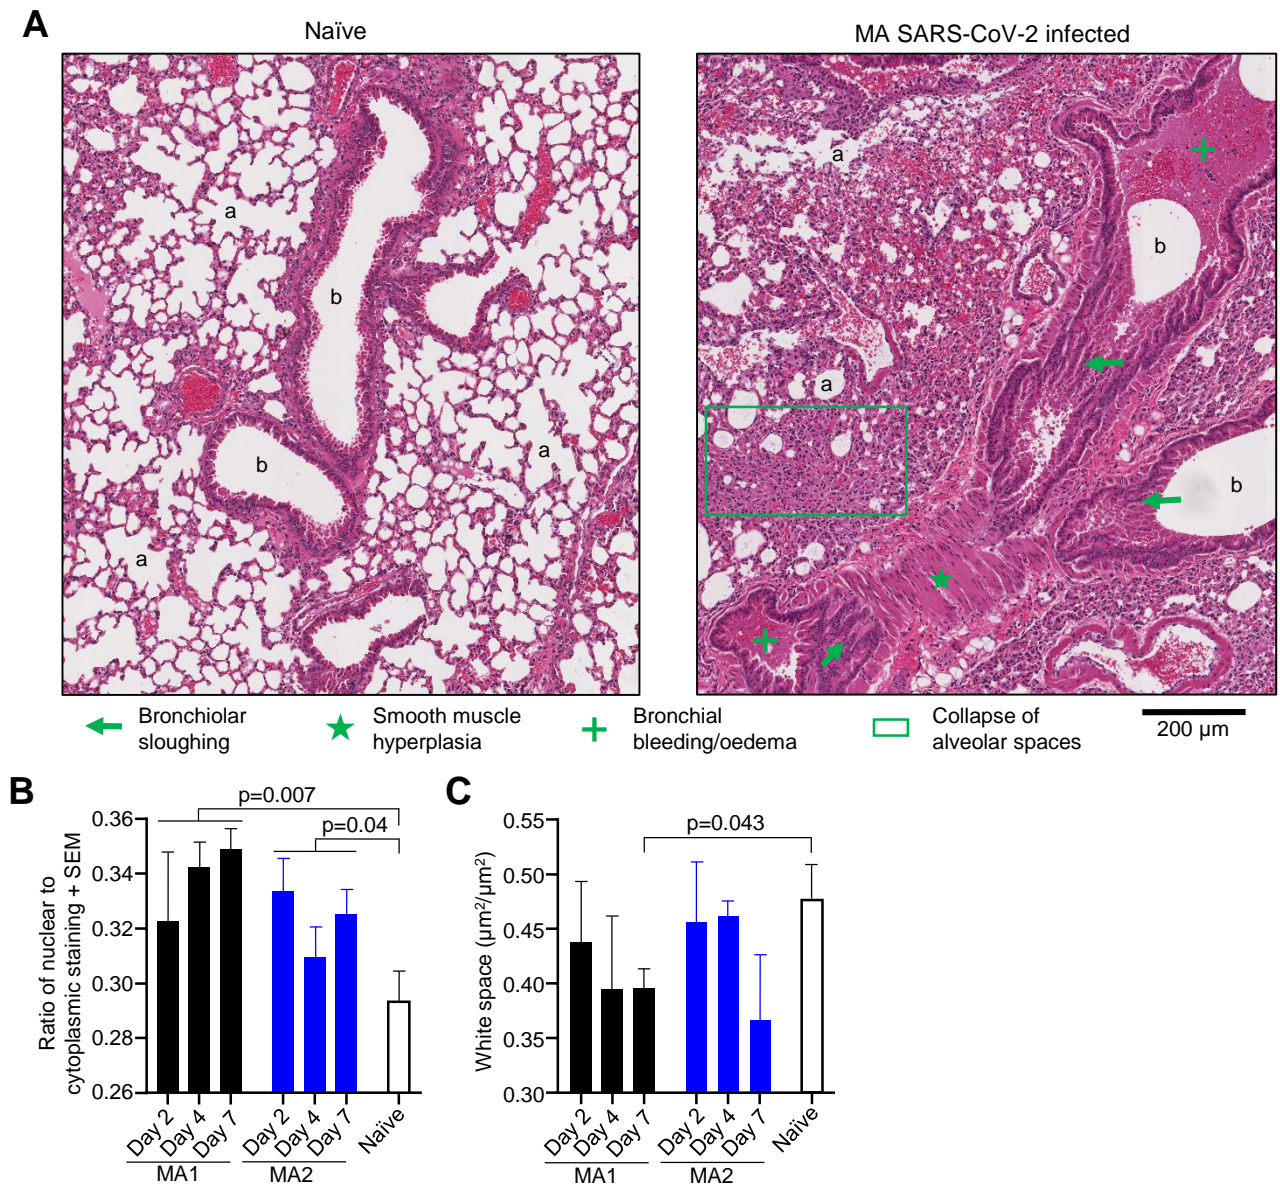 A
Naïve
MA SARS-CoV-2 infected
a
b
b
a
a
a
b
a
b
Bronchiolar
sloughing
Smooth muscle
hyperplasia
Bronchial
bleeding/oedema
Collapse of
alveolar spaces
200 µm
B
Ratio of nuclear to
cytoplasmic staining + SEM
0.36
0.34
0.32
0.30
0.28
0.26
p=0.007
p=0.04
Day 2
Day 4
Day 7
Day 2
Day 4
Day 7
Naïve
MA1
MA2
C
White space (µm²/µm²)
0.55
0.50
0.45
0.40
0.35
0.30
p=0.043
Day 2
Day 4
Day 7
Day 2
Day 4
Day 7
Naïve
MA1
MA2